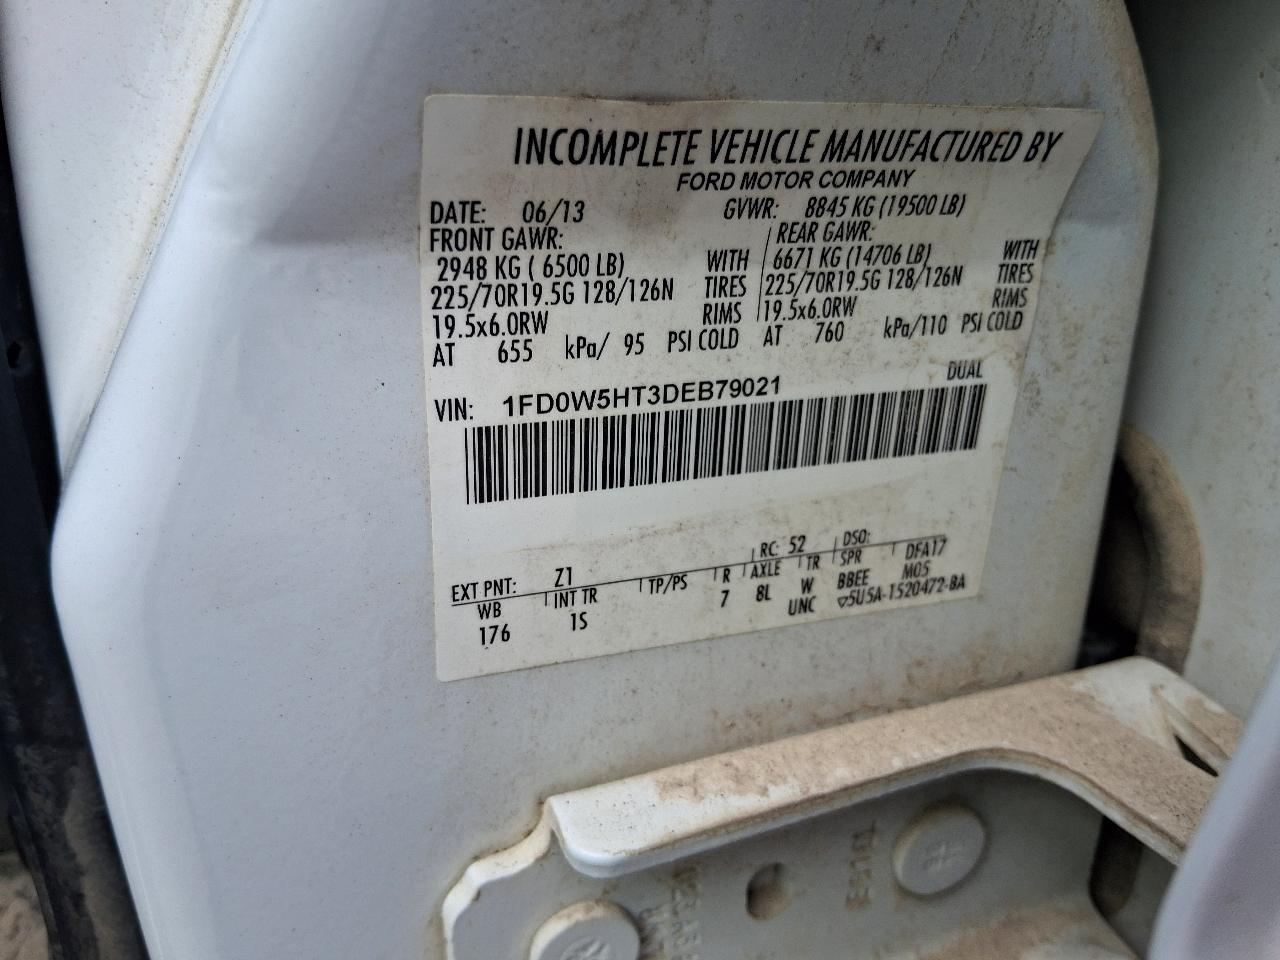 INCOMPLETE VEHICLE MANUFACTURED BY
FORD MOTOR COMPANY
DATE: 06/13 GVWR: 8845 KG (19500 LB)
FRONT GAWR: REAR GAWR:
2948 KG ( 6500 LB) WITH 6671 KG (14706 LB) WITH
225/70R19.5G 128/126N TIRES 225/70R19.5G 128/126N TIRES
19.5x6.0RW RIMS 19.5x6.0RW RIMS
AT 655 kPa/ 95 PSI COLD AT 760 kPa/110 PSI COLD
DUAL
VIN: 1FD0W5HT3DEB79021
EXT PNT: Z1 RC: 52 DSO:
WB INT TR TP/PS R AXLE TR SPR DFA17
176 1S 7 8L W BBEE M05
UNC ▽5U5A-1520472-BA